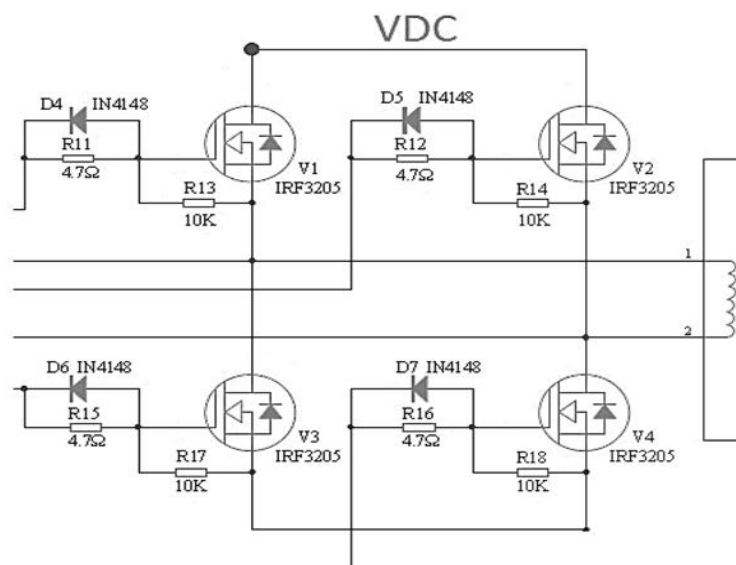 VDC
D4 IN4148
D5 IN4148
R11
4.7Ω
R12
4.7Ω
V1
IRF3205
V2
IRF3205
R13
10K
R14
10K
1
2
D6 IN4148
D7 IN4148
R15
4.7Ω
R16
4.7Ω
V3
IRF3205
V4
IRF3205
R17
10K
R18
10K